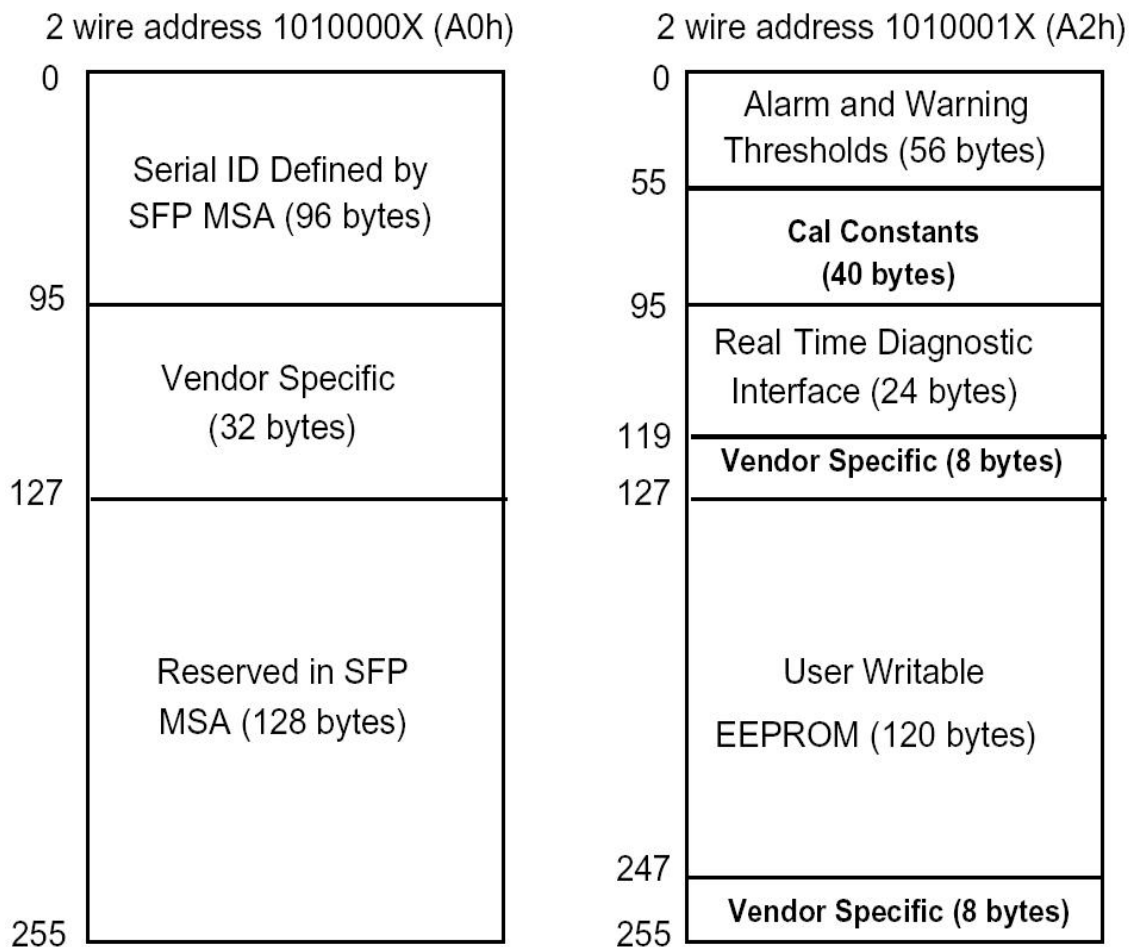 2 wire address 1010000X (A0h)
0
Serial ID Defined by
SFP MSA (96 bytes)
95
Vendor Specific
(32 bytes)
127
Reserved in SFP
MSA (128 bytes)
255
2 wire address 1010001X (A2h)
0
Alarm and Warning
Thresholds (56 bytes)
55
Cal Constants
(40 bytes)
95
Real Time Diagnostic
Interface (24 bytes)
119
Vendor Specific (8 bytes)
127
User Writable
EEPROM (120 bytes)
247
Vendor Specific (8 bytes)
255